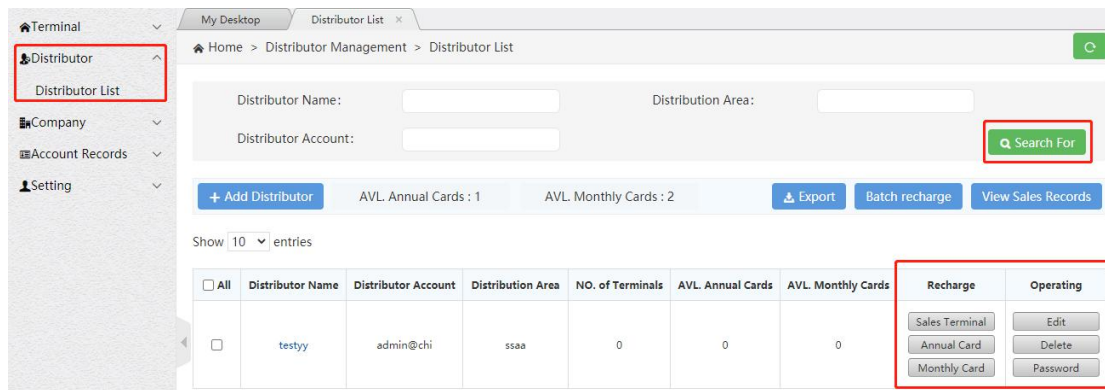 My Desktop Distributor List ×
Terminal
Home > Distributor Management > Distributor List
Distributor
Distributor List
Company
Account Records
Setting
Distributor Name: Distribution Area:
Distributor Account: Search For
+ Add Distributor AVL. Annual Cards : 1 AVL. Monthly Cards : 2 Export Batch recharge View Sales Records
Show 10 entries
All Distributor Name Distributor Account Distribution Area NO. of Terminals AVL. Annual Cards AVL. Monthly Cards Recharge Operating
Sales Terminal Edit
testyy admin@chi ssaa 0 0 0 Annual Card Delete
Monthly Card Password